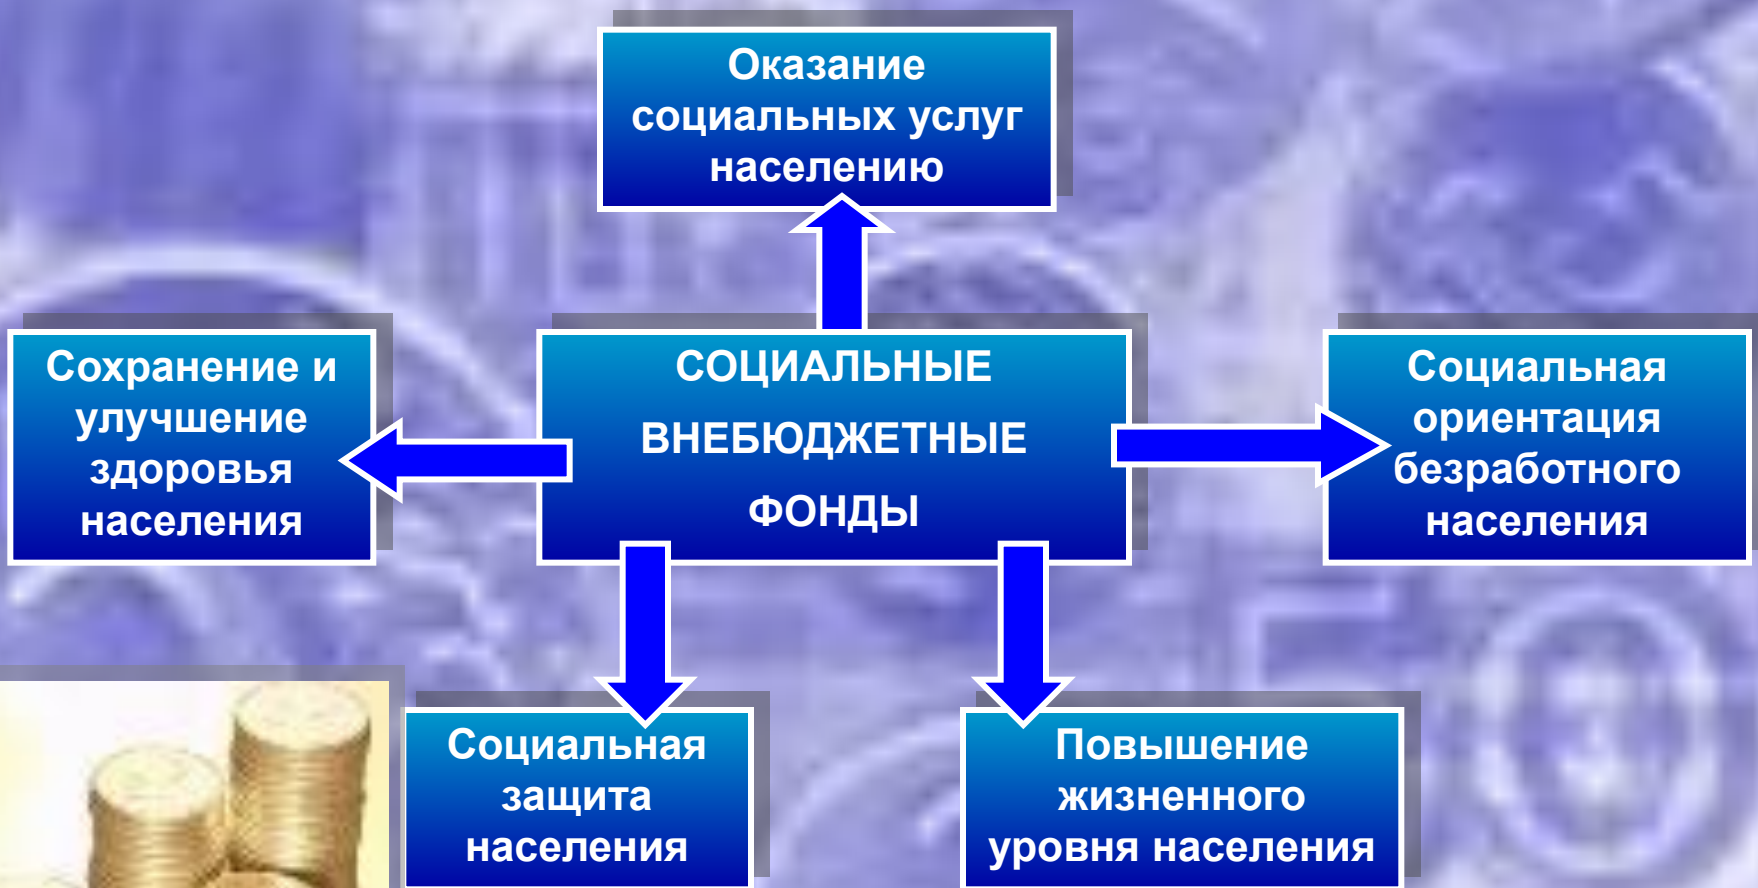 Оказание
социальных услуг
населению
Сохранение и
улучшение
здоровья
населения
СОЦИАЛЬНЫЕ
ВНЕБЮДЖЕТНЫЕ
ФОНДЫ
Социальная
ориентация
безработного
населения
Социальная
защита
населения
Повышение
жизненного
уровня населения